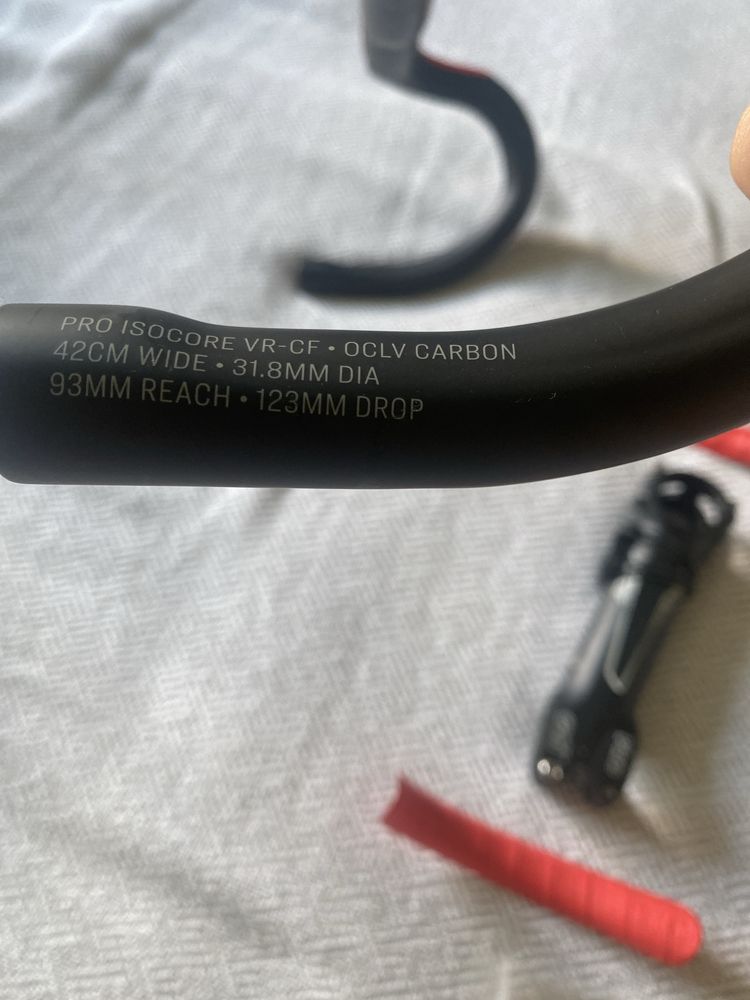 PRO ISOCORE VR-CF • OCLV CARBON
42CM WIDE • 31.8MM DIA
93MM REACH • 123MM DROP